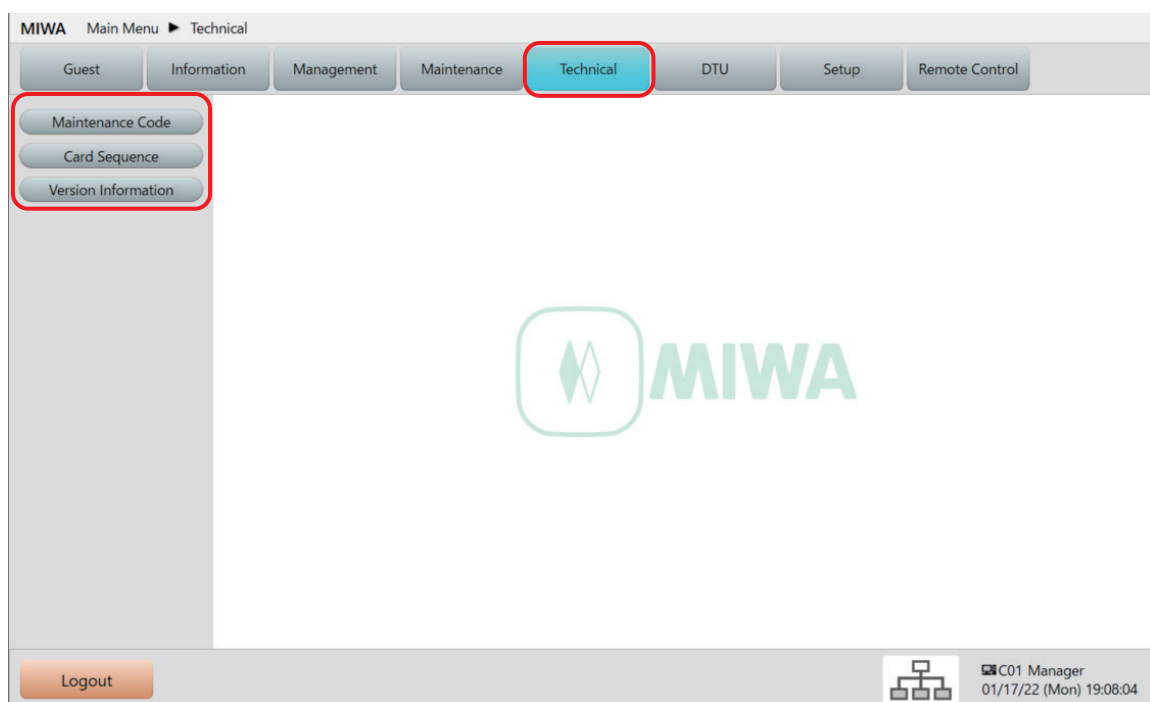 MIWA Main Menu ▶ Technical
Guest Information Management Maintenance Technical DTU Setup Remote Control
Maintenance Code
Card Sequence
Version Information
MIWA
Logout
C01 Manager
01/17/22 (Mon) 19:08:04